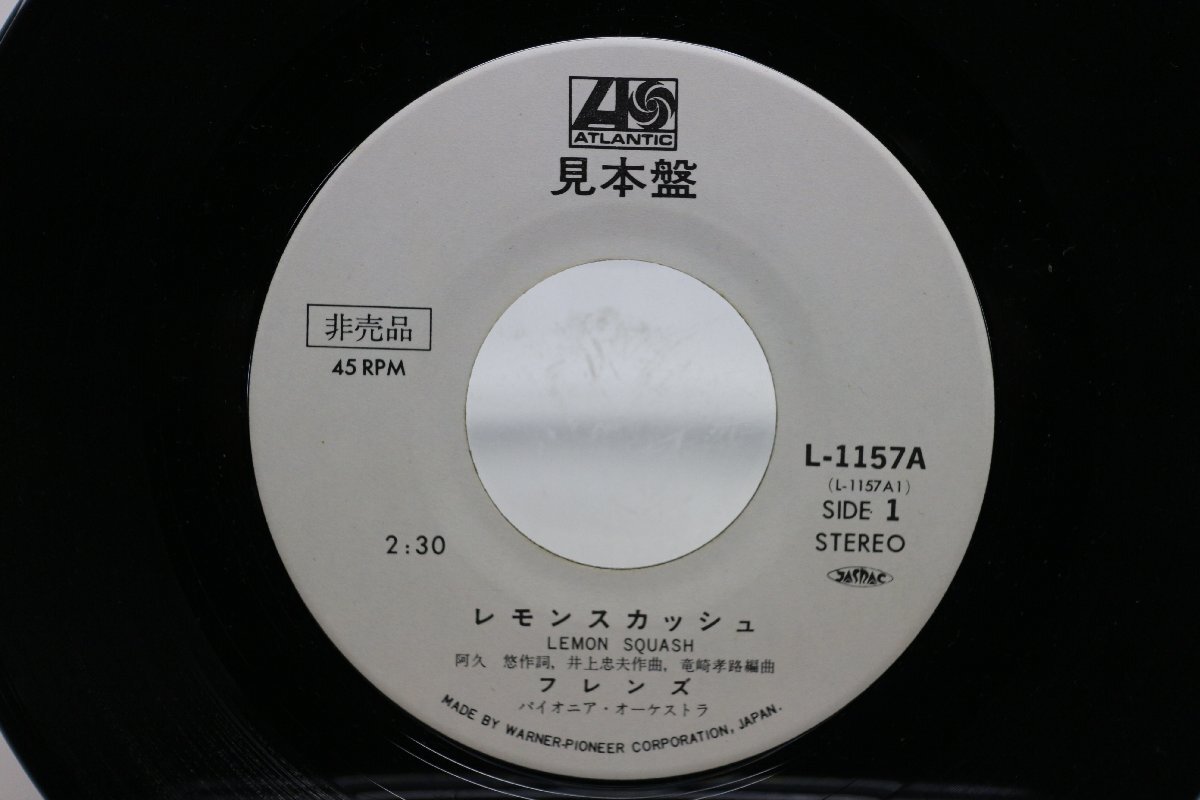 ATLANTIC
見本盤
非売品
45 RPM
L-1157A
(L-1157A1)
SIDE 1
STEREO
JASRAC
2:30
レモンスカッシュ
LEMON SQUASH
阿久 悠作詞, 井上忠夫作曲, 竜崎孝路編曲
フレンズ
パイオニア・オーケストラ
MADE BY WARNER-PIONEER CORPORATION, JAPAN.